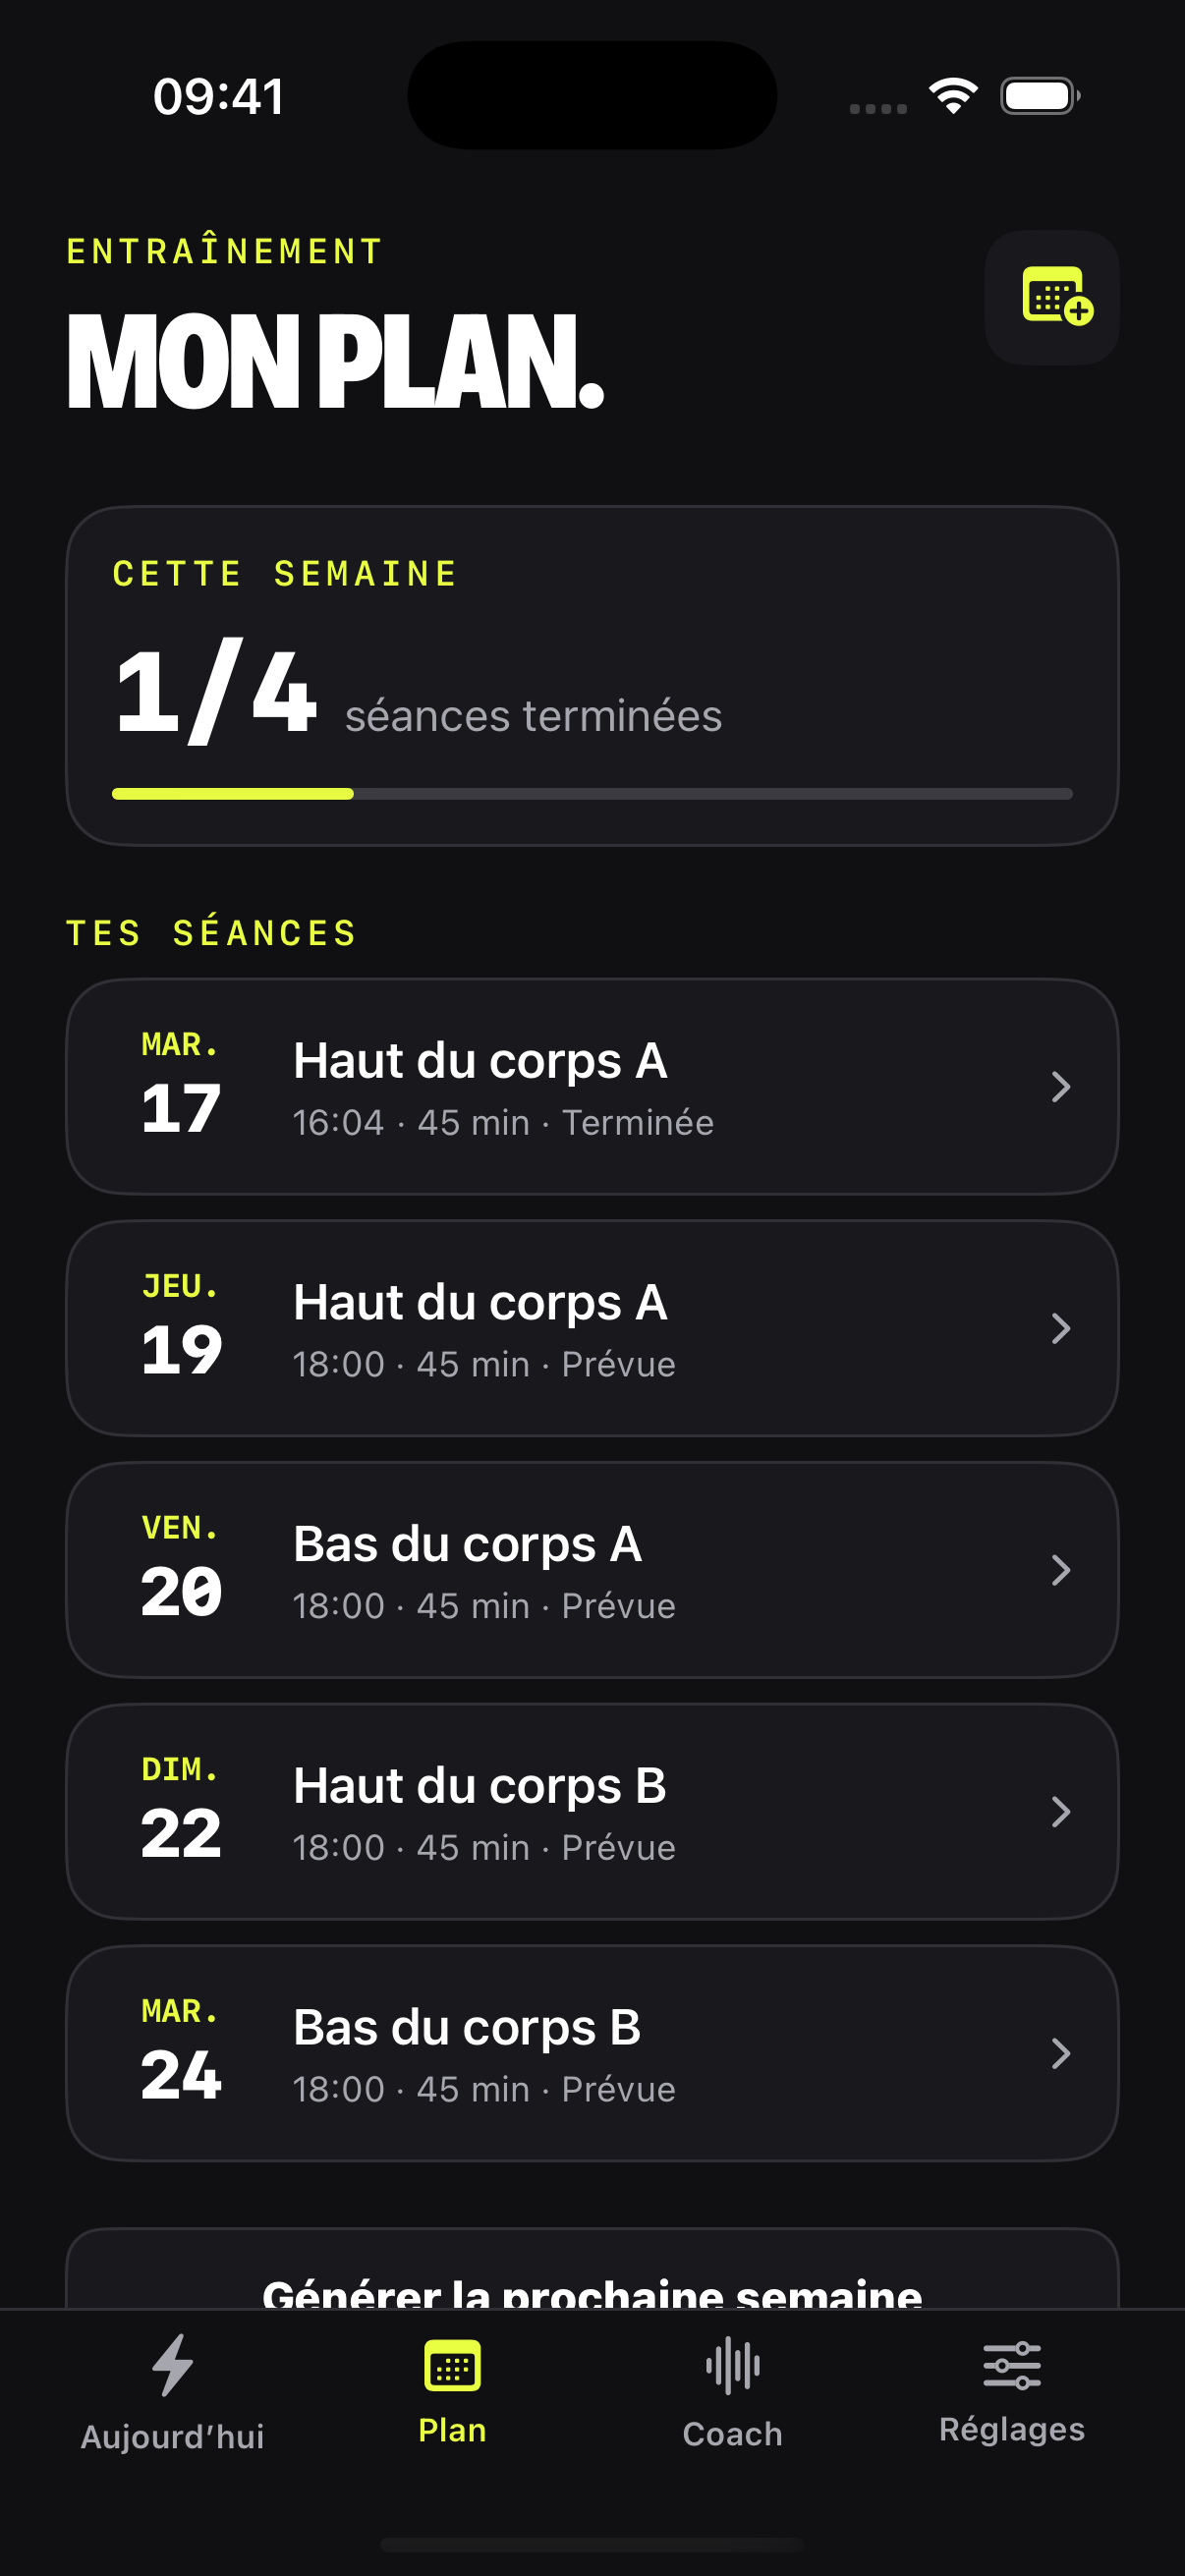 09:41
ENTRAÎNEMENT
MON PLAN.
CETTE SEMAINE
1/4 séances terminées
TES SÉANCES
MAR.
17
Haut du corps A
16:04 · 45 min · Terminée
JEU.
19
Haut du corps A
18:00 · 45 min · Prévue
VEN.
20
Bas du corps A
18:00 · 45 min · Prévue
DIM.
22
Haut du corps B
18:00 · 45 min · Prévue
MAR.
24
Bas du corps B
18:00 · 45 min · Prévue
Générer la prochaine semaine
Aujourd’hui
Plan
Coach
Réglages